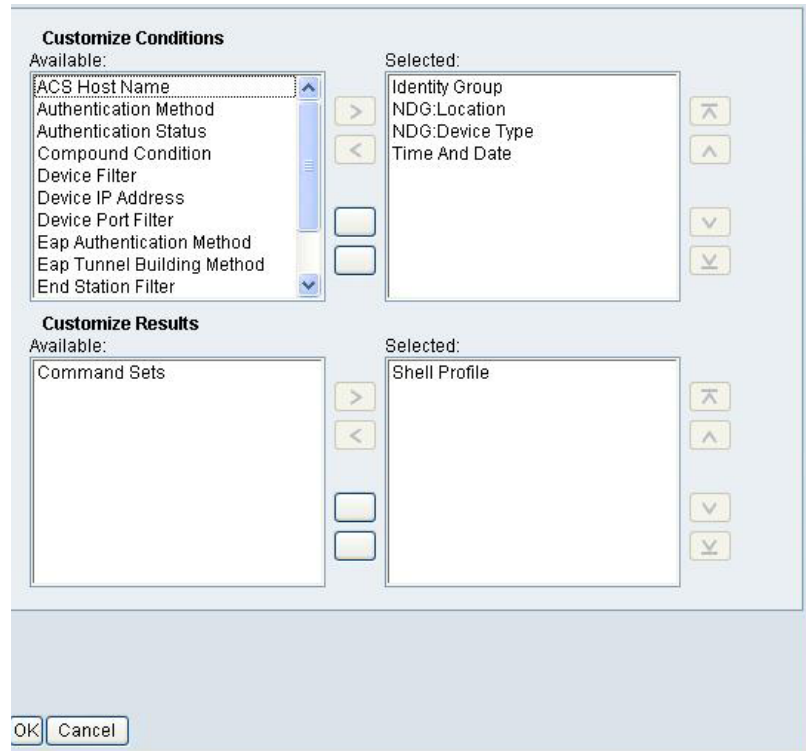 Customize Conditions
Available:
ACS Host Name
Authentication Method
Authentication Status
Compound Condition
Device Filter
Device IP Address
Device Port Filter
Eap Authentication Method
Eap Tunnel Building Method
End Station Filter
Selected:
Identity Group
NDG:Location
NDG:Device Type
Time And Date
Customize Results
Available:
Command Sets
Selected:
Shell Profile
OK
Cancel